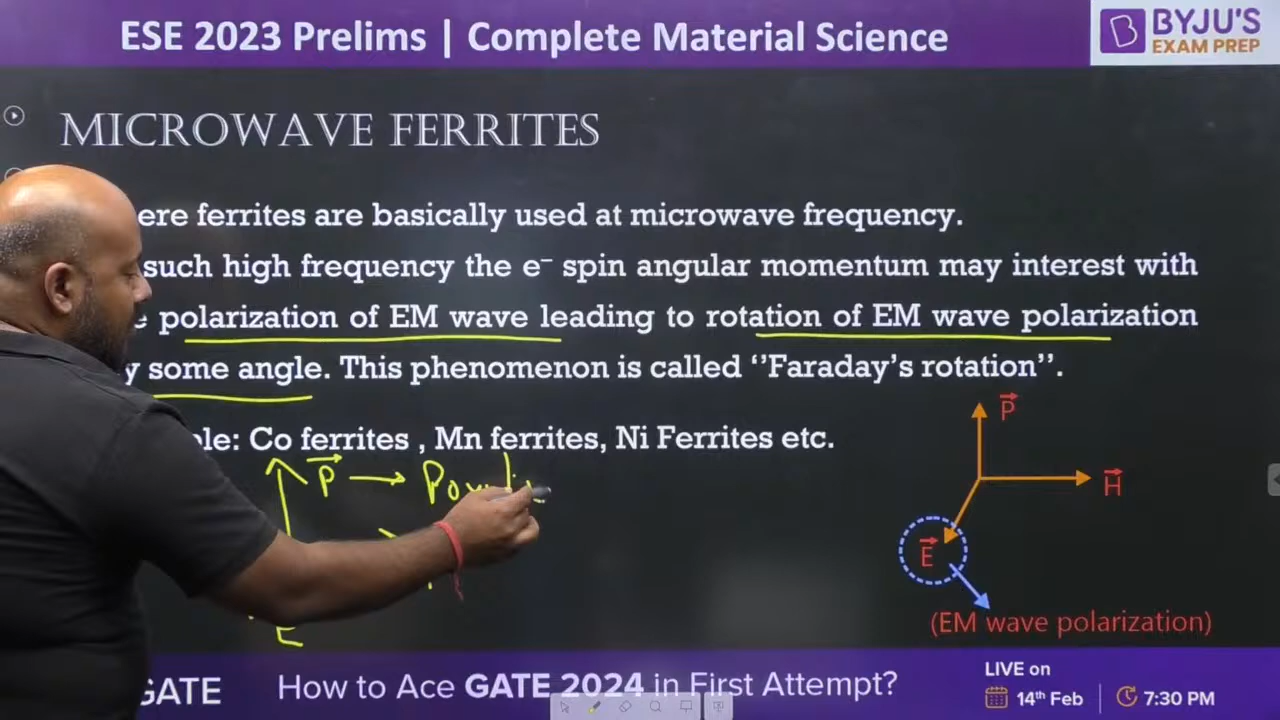 ESE 2023 Prelims | Complete Material Science
BYJU'S
EXAM PREP
MICROWAVE FERRITES
ere ferrites are basically used at microwave frequency.
such high frequency the e⁻ spin angular momentum may interest with
polarization of EM wave leading to rotation of EM wave polarization
y some angle. This phenomenon is called ‘‘Faraday’s rotation’’.
ple: Co ferrites , Mn ferrites, Ni Ferrites etc.
P
P
H
E
(EM wave polarization)
E
GATE
How to Ace GATE 2024 in First Attempt?
LIVE on
14th Feb
7:30 PM